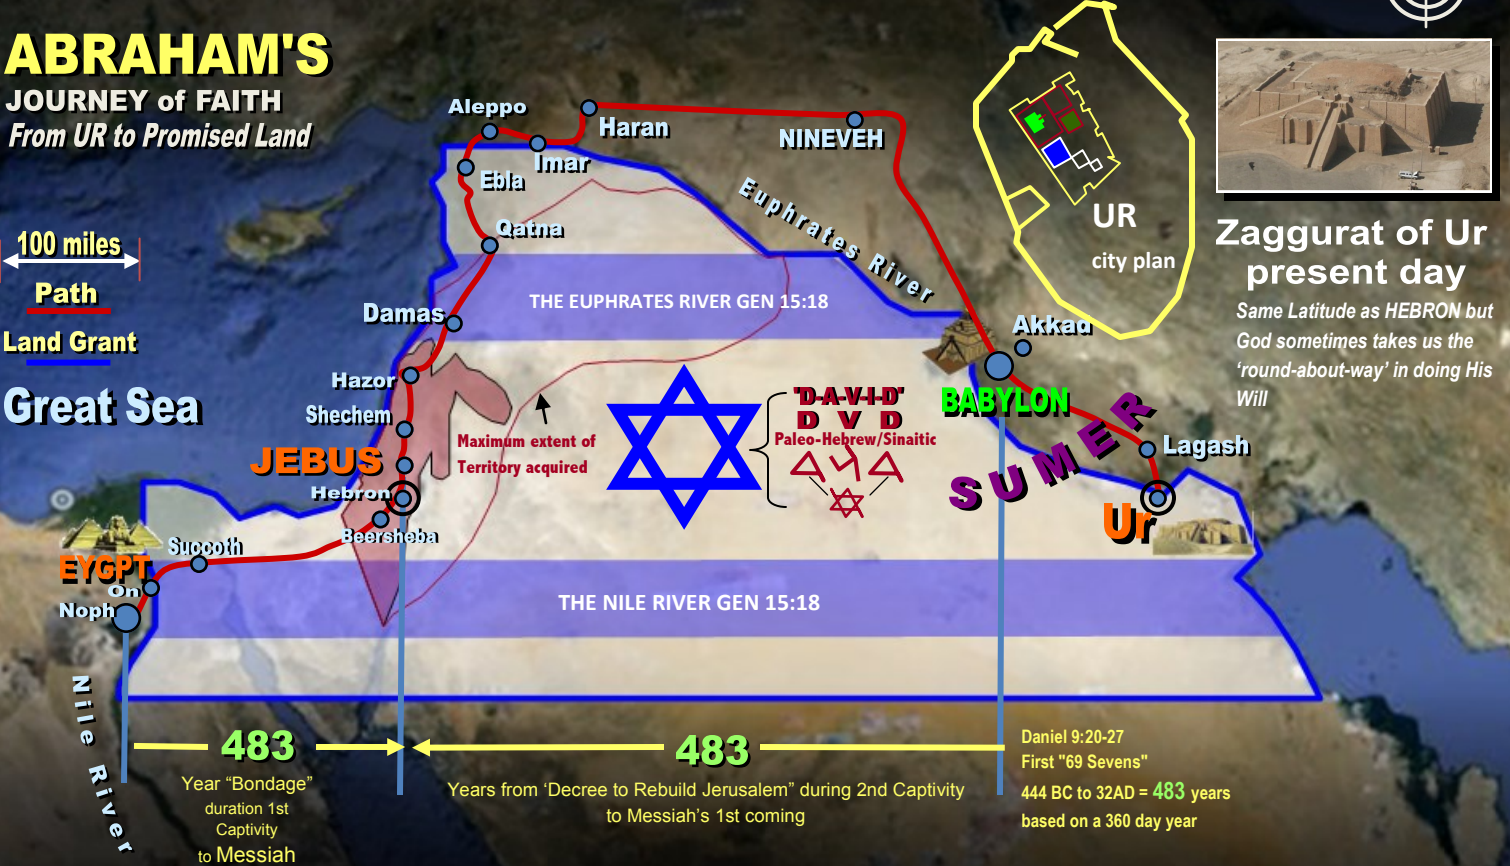 ABRAHAM'S
JOURNEY of FAITH
From UR to Promised Land
100 miles
Path
Land Grant
Great Sea
Aleppo
Haran
Imar
NINEVEH
Ebla
Qatna
Euphrates River
THE EUPHRATES RIVER GEN 15:18
Damas
Hazor
Shechem
JEBUS
Hebron
Beersheba
Maximum extent of
Territory acquired
'D-A-V-I-D'
D V D
Paleo-Hebrew/Sinaitic
Akkad
BABYLON
SUMER
Lagash
Ur
UR
city plan
Zaggurat of Ur
present day
Same Latitude as HEBRON but
God sometimes takes us the
‘round-about-way’ in doing His
Will
Succoth
EYGPT
On
Noph
Nile River
THE NILE RIVER GEN 15:18
483
Year “Bondage”
duration 1st
Captivity
to Messiah
483
Years from ‘Decree to Rebuild Jerusalem” during 2nd Captivity
to Messiah's 1st coming
Daniel 9:20-27
First "69 Sevens"
444 BC to 32AD = 483 years
based on a 360 day year